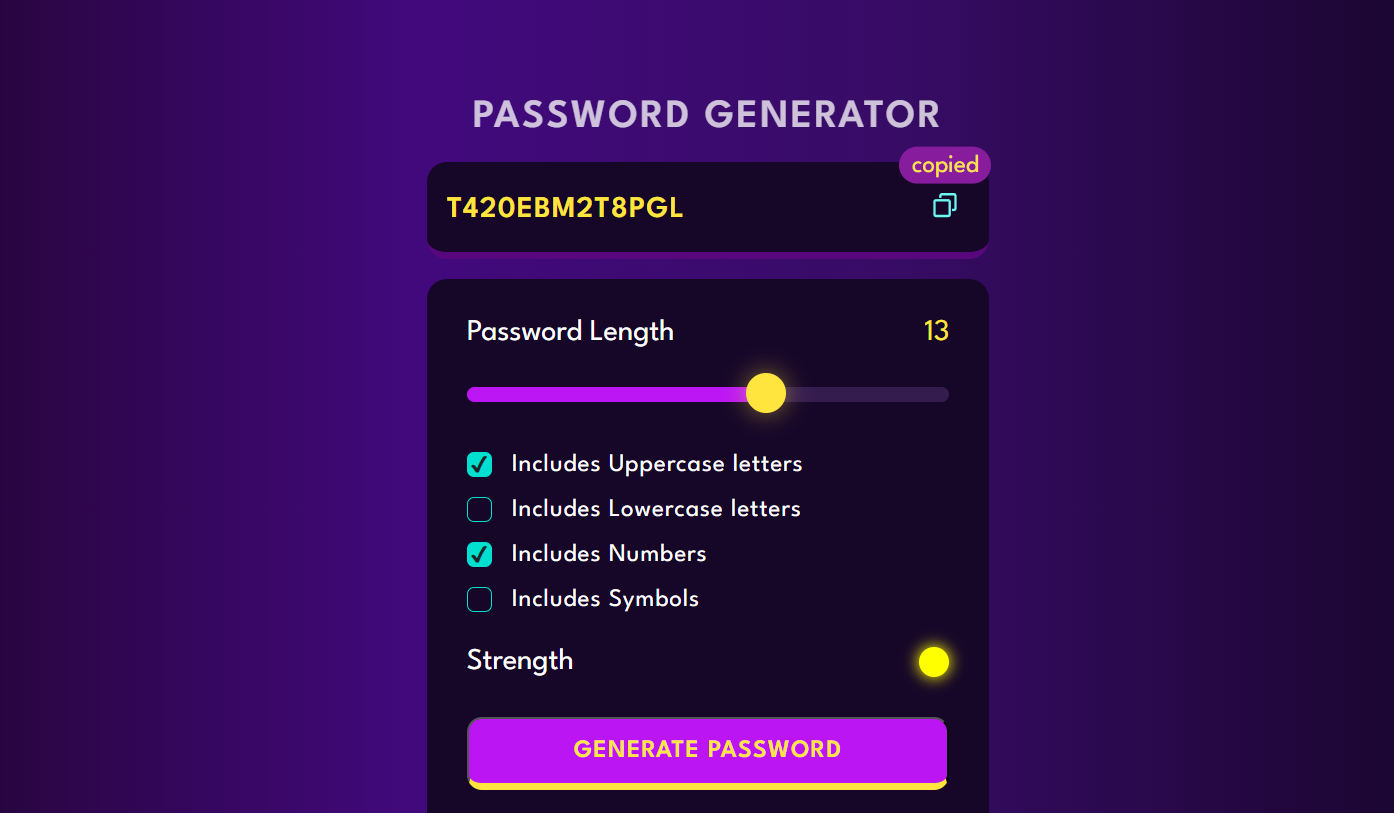 PASSWORD GENERATOR
copied
T420EBM2T8PGL
Password Length 13
Includes Uppercase letters
Includes Lowercase letters
Includes Numbers
Includes Symbols
Strength
GENERATE PASSWORD